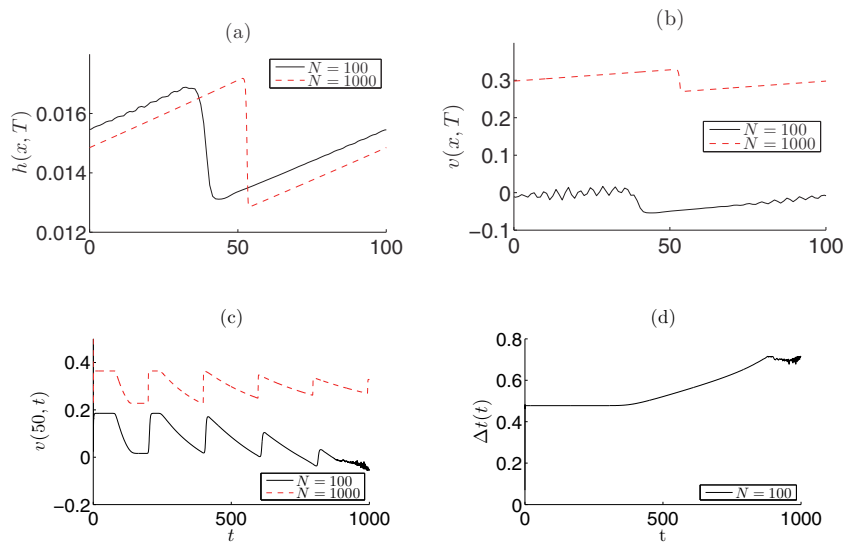 (a)
h(x, T)
0.016
0.014
0.012
0
50
100
N = 100
N = 1000
(b)
v(x, T)
0.3
0.2
0.1
0
−0.1
0
50
100
N = 100
N = 1000
(c)
v(50, t)
0.4
0.2
0
−0.2
0
500
1000
t
N = 100
N = 1000
(d)
Δt(t)
0.8
0.6
0.4
0.2
0
0
500
1000
t
N = 100